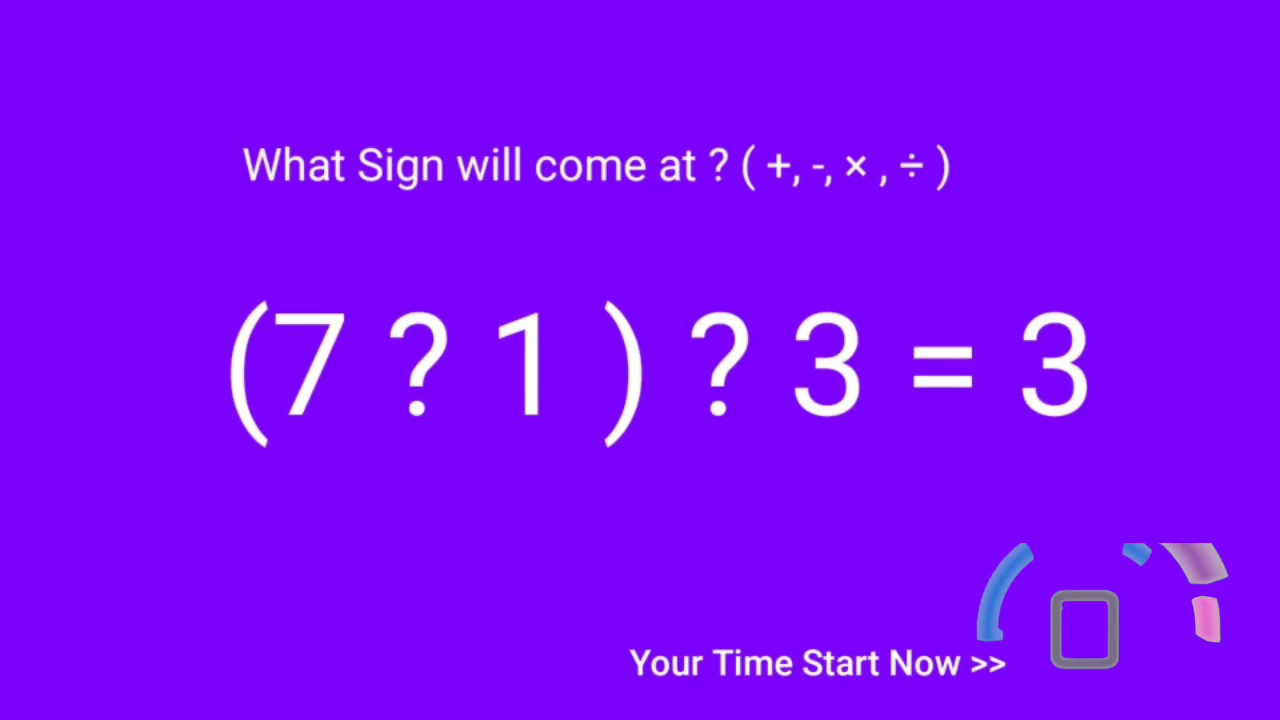 What Sign will come at ? ( +, -, × , ÷ )
(7 ? 1 ) ? 3 = 3
Your Time Start Now >>